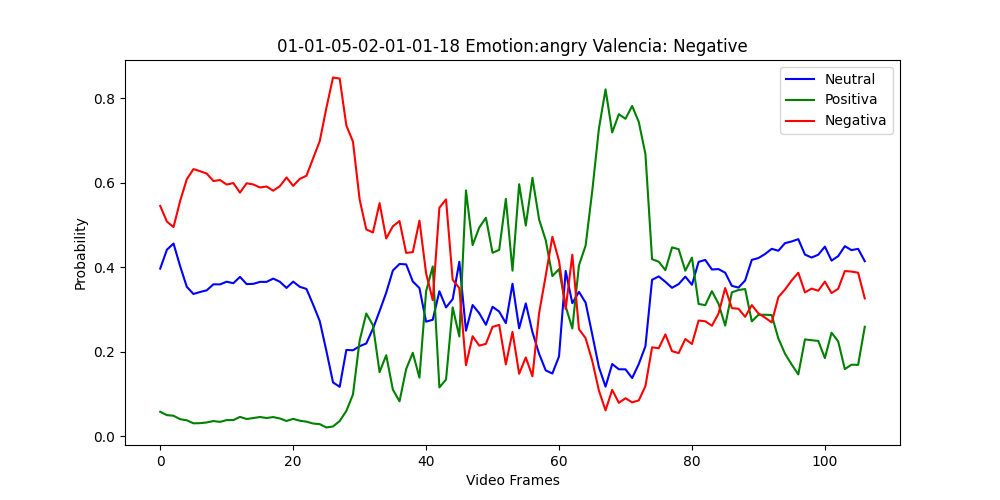 01-01-05-02-01-01-18 Emotion:angry Valencia: Negative
Neutral
Positiva
Negativa
Probability
0.8
0.6
0.4
0.2
0.0
0 20 40 60 80 100
Video Frames